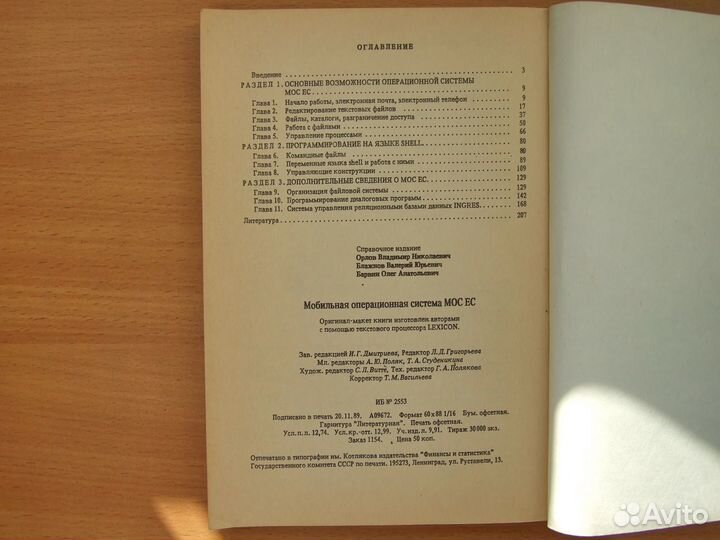 ОГЛАВЛЕНИЕ
Введение 3
РАЗДЕЛ 1. ОСНОВНЫЕ ВОЗМОЖНОСТИ ОПЕРАЦИОННОЙ СИСТЕМЫ
МОС ЕС 9
Глава 1. Начало работы, электронная почта, электронный телефон 9
Глава 2. Редактирование текстовых файлов 17
Глава 3. Файлы, каталоги, разграничение доступа 37
Глава 4. Работа с файлами 50
Глава 5. Управление процессами 66
РАЗДЕЛ 2. ПРОГРАММИРОВАНИЕ НА ЯЗЫКЕ SHELL. 80
Глава 6. Командные файлы 80
Глава 7. Переменные языка shell и работа с ними 89
Глава 8. Управляющие конструкции 109
РАЗДЕЛ 3. ДОПОЛНИТЕЛЬНЫЕ СВЕДЕНИЯ О МОС ЕС. 129
Глава 9. Организация файловой системы 129
Глава 10. Программирование диалоговых программ 142
Глава 11. Система управления реляционными базами данных INGRES. 168
Литература 207
Справочное издание
Орлов Владимир Николаевич
Блажнов Валерий Юрьевич
Барвин Олег Анатольевич
Мобильная операционная система МОС ЕС
Оригинал-макет книги изготовлен авторами
с помощью текстового процессора LEXICON.
Зав. редакцией И. Г. Дмитриева, Редактор Л. Д. Григорьева
Мл. редакторы А. Ю. Поляк, Т. А. Студеникина
Худож. редактор С. Л. Витте, Тех. редактор Г. А. Полякова
Корректор Т. М. Васильева
ИБ № 2553
Подписано в печать 20.11.89. А09672. Формат 60 х 88 1/16 Бум. офсетная.
Гарнитура "Литературная". Печать офсетная.
Усл. п. л. 12,74. Усл. кр.-отт. 12,99. Уч. изд. л. 9,91. Тираж 30 000 экз.
Заказ 1154. Цена 50 коп.
Отпечатано в типографии им. Котлякова издательства "Финансы и статистика"
Государственного комитета СССР по печати. 195273, Ленинград, ул. Руставели, 13.
Avito